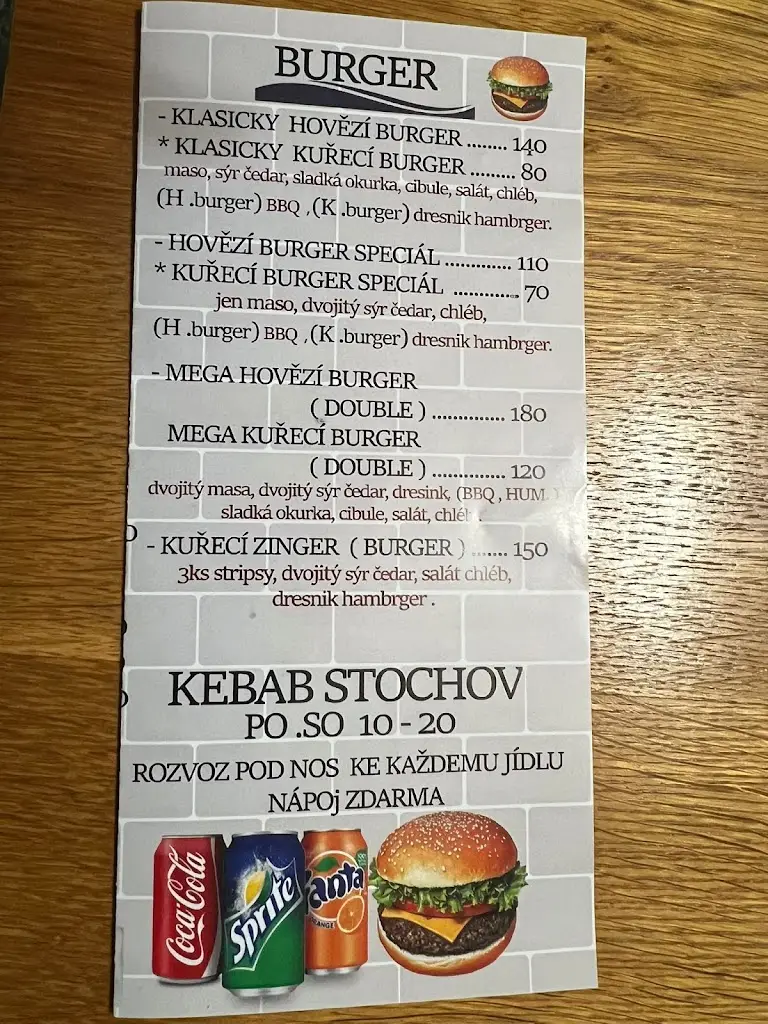 BURGER
- KLASICKY HOVĚZÍ BURGER ........ 140
* KLASICKY KUŘECÍ BURGER ......... 80
maso, sýr čedar, sladká okurka, cibule, salát, chléb,
(H .burger) BBQ , (K .burger) dresnik hambrger.
- HOVĚZÍ BURGER SPECIÁL ............. 110
* KUŘECÍ BURGER SPECIÁL ............. 70
jen maso, dvojitý sýr čedar, chléb,
(H .burger) BBQ , (K .burger) dresnik hambrger.
- MEGA HOVĚZÍ BURGER
( DOUBLE ) .............. 180
MEGA KUŘECÍ BURGER
( DOUBLE ) .............. 120
dvojitý masa, dvojitý sýr čedar, dresink, (BBQ , HUM. )
sladká okurka, cibule, salát, chléb .
- KUŘECÍ ZINGER ( BURGER ) ....... 150
3ks stripsy, dvojitý sýr čedar, salát chléb,
dresnik hambrger .
KEBAB STOCHOV
PO .SO 10 - 20
ROZVOZ POD NOS KE KAŽDEMU JÍDLU
NÁPOj ZDARMA
Coca-Cola
Sprite
Fanta
ORANGE